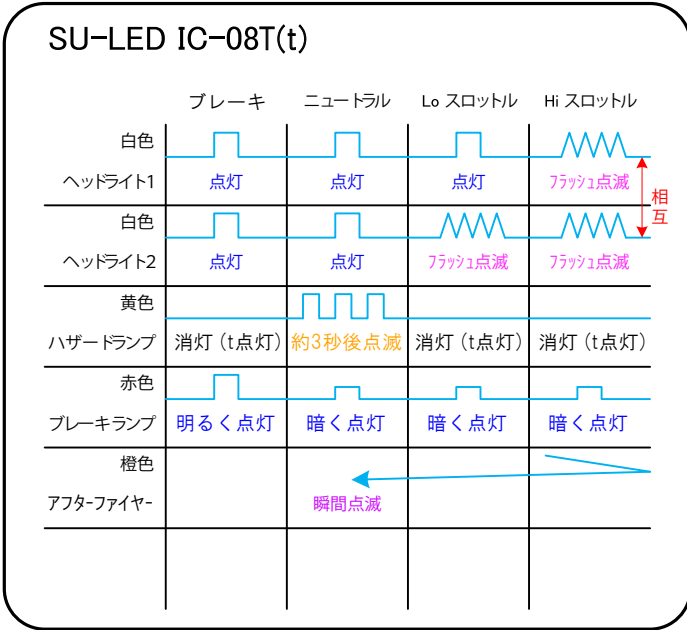 SU-LED IC-08T(t)
ブレーキ ニュートラル Lo スロットル Hi スロットル
白色
ヘッドライト1 点灯 点灯 点灯 フラッシュ点滅
相互
白色
ヘッドライト2 点灯 点灯 フラッシュ点滅 フラッシュ点滅
黄色
ハザードランプ 消灯(t点灯) 約3秒後点滅 消灯(t点灯) 消灯(t点灯)
赤色
ブレーキランプ 明るく点灯 暗く点灯 暗く点灯 暗く点灯
橙色
アフターファイヤー 瞬間点滅